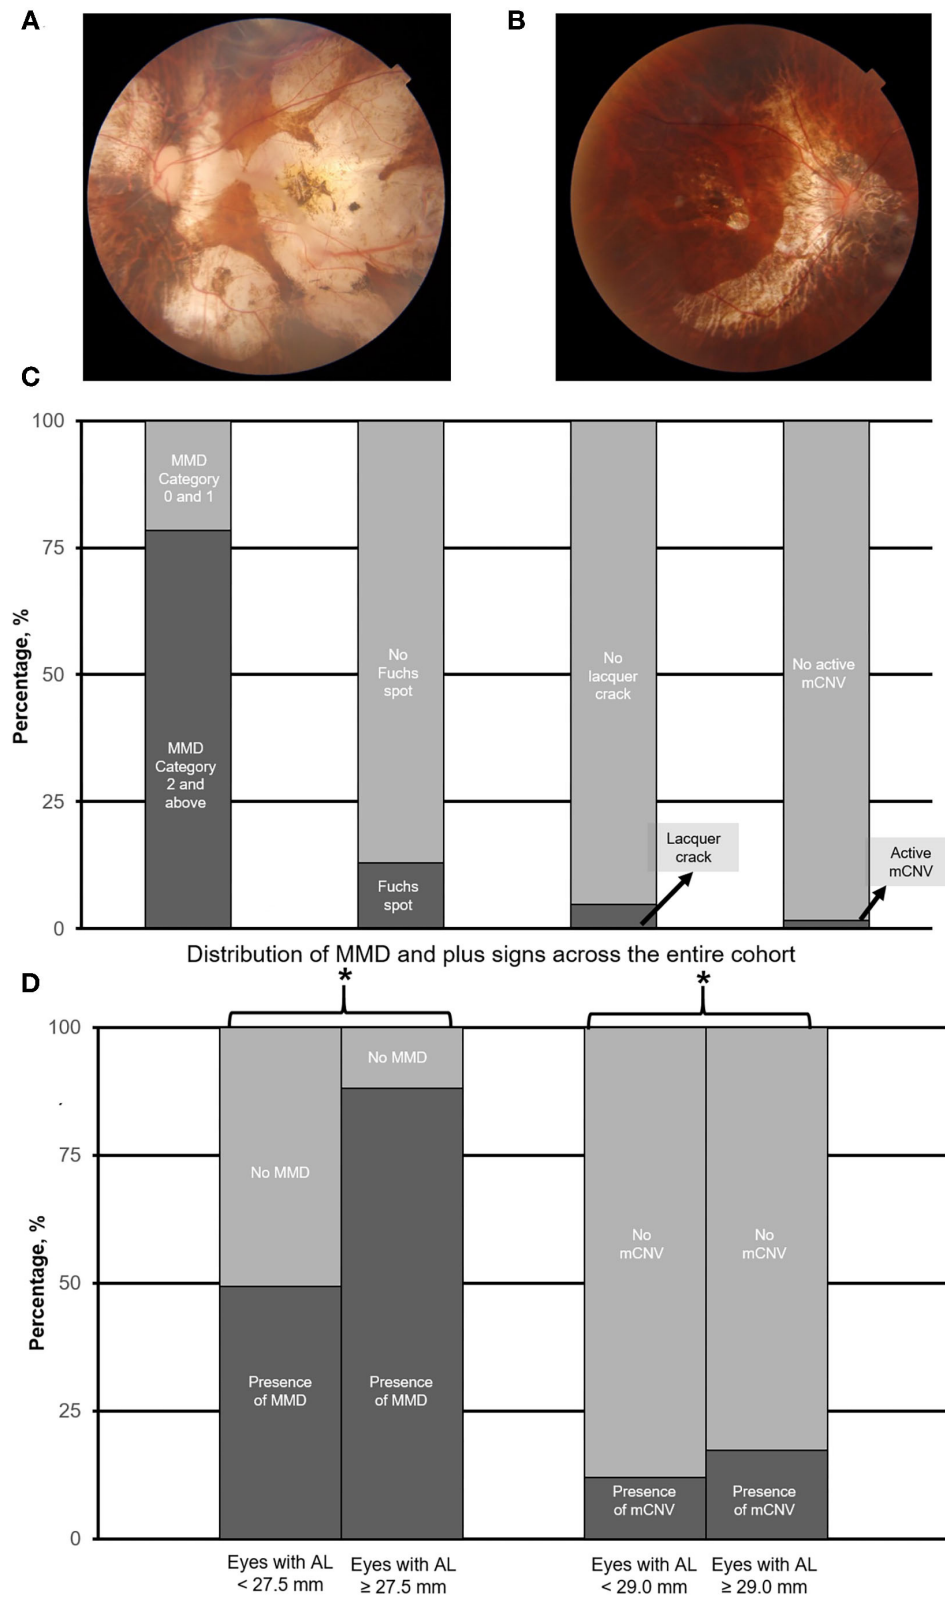 A
B
C
100
75
50
25
0
Percentage, %
MMD
Category
0 and 1
MMD
Category
2 and
above
No
Fuchs
spot
Fuchs
spot
No
lacquer
crack
Lacquer
crack
No active
mCNV
Active
mCNV
Distribution of MMD and plus signs across the entire cohort
D
*
*
100
75
50
25
0
Percentage, %
No MMD
Presence
of MMD
No MMD
Presence
of MMD
No
mCNV
Presence
of mCNV
No
mCNV
Presence
of mCNV
Eyes with AL
< 27.5 mm
Eyes with AL
≥ 27.5 mm
Eyes with AL
< 29.0 mm
Eyes with AL
≥ 29.0 mm